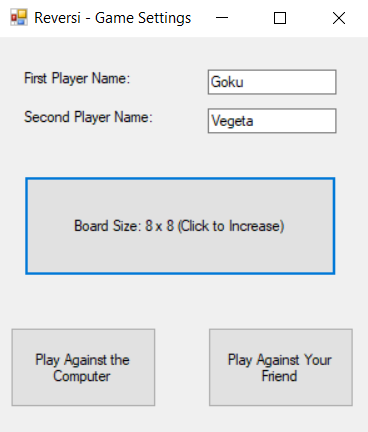 Reversi - Game Settings
First Player Name:
Goku
Second Player Name:
Vegeta
Board Size: 8 x 8 (Click to Increase)
Play Against the
Computer
Play Against Your
Friend